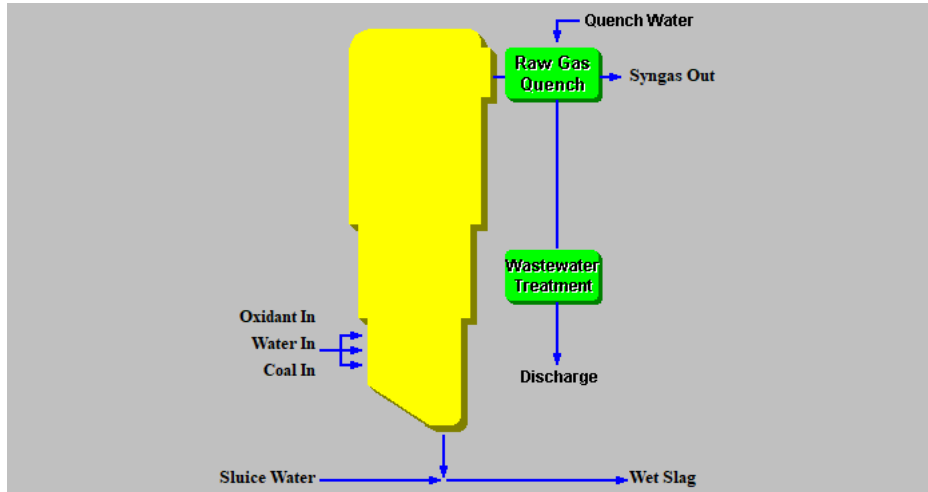 Quench Water
Raw Gas
Quench
Syngas Out
Wastewater
Treatment
Oxidant In
Water In
Coal In
Discharge
Sluice Water
Wet Slag